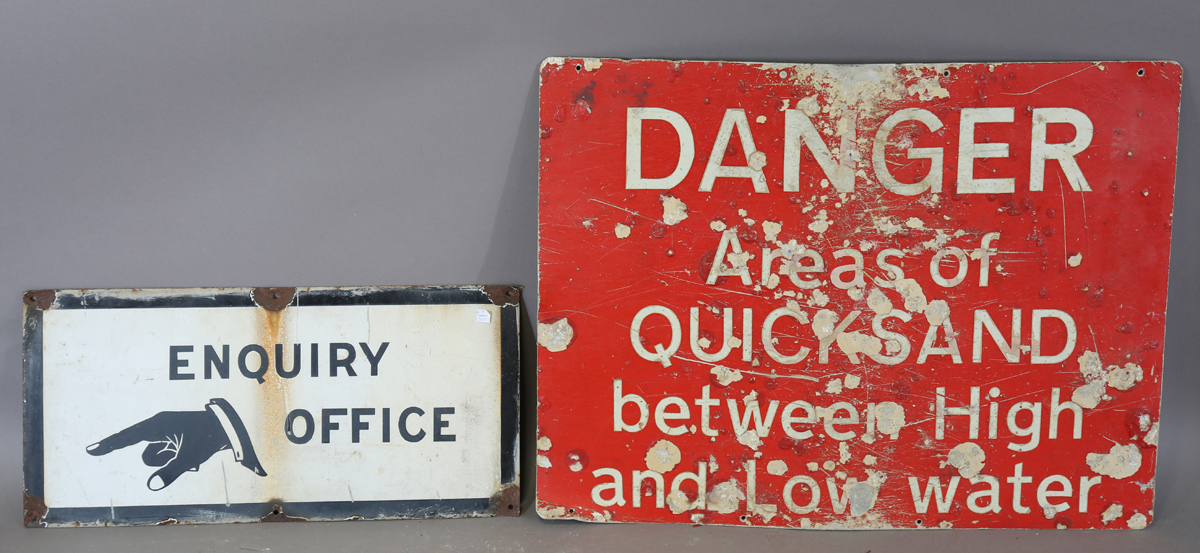 ENQUIRY
OFFICE
DANGER
Areas of
QUICKSAND
between High
and Low water